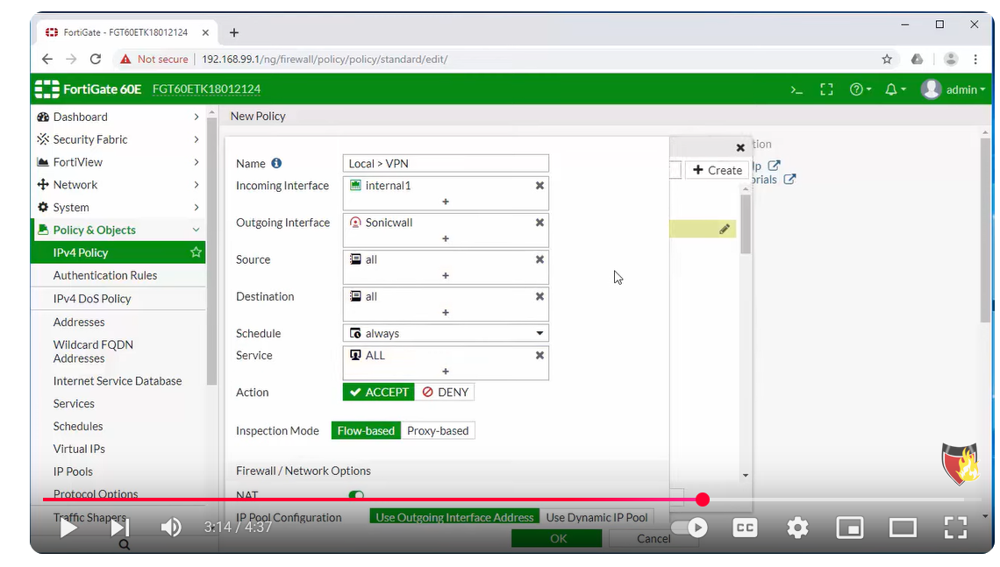 FortiGate - FGT60ETK18012124
Not secure | 192.168.99.1/ng/firewall/policy/policy/standard/edit/
FortiGate 60E FGT60ETK18012124
>_ admin
Dashboard
Security Fabric
FortiView
Network
System
Policy & Objects
IPv4 Policy
Authentication Rules
IPv4 DoS Policy
Addresses
Wildcard FQDN
Addresses
Internet Service Database
Services
Schedules
Virtual IPs
IP Pools
Protocol Options
Traffic Shapers
New Policy
Name Local > VPN
Incoming Interface internal1
+
Outgoing Interface Sonicwall
+
Source all
+
Destination all
+
Schedule always
Service ALL
+
Action ACCEPT DENY
Inspection Mode Flow-based Proxy-based
Firewall / Network Options
NAT
IP Pool Configuration Use Outgoing Interface Address Use Dynamic IP Pool
OK Cancel
+ Create
tion
lp
orials
3:14 / 4:37
CC